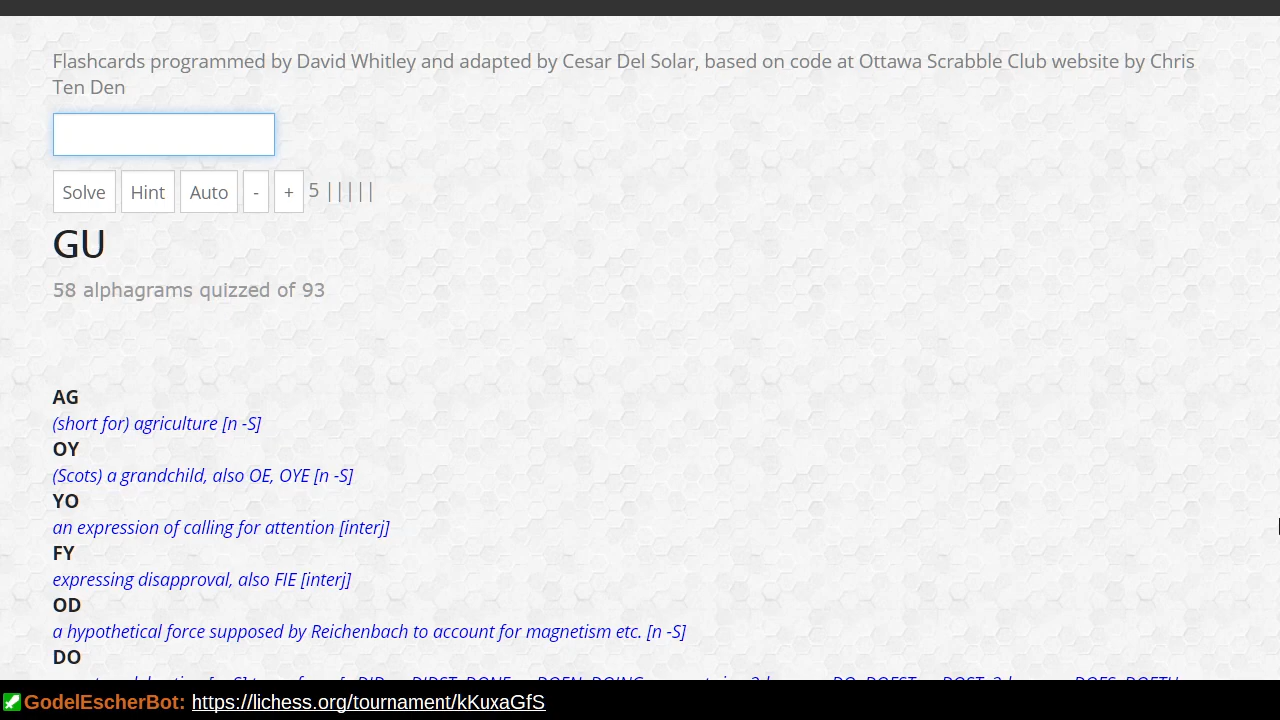 Flashcards programmed by David Whitley and adapted by Cesar Del Solar, based on code at Ottawa Scrabble Club website by Chris
Ten Den
Solve Hint Auto - + 5 |||||
GU
58 alphagrams quizzed of 93
AG
(short for) agriculture [n -S]
OY
(Scots) a grandchild, also OE, OYE [n -S]
YO
an expression of calling for attention [interj]
FY
expressing disapproval, also FIE [interj]
OD
a hypothetical force supposed by Reichenbach to account for magnetism etc. [n -S]
DO
GodelEscherBot: https://lichess.org/tournament/kKuxaGfS